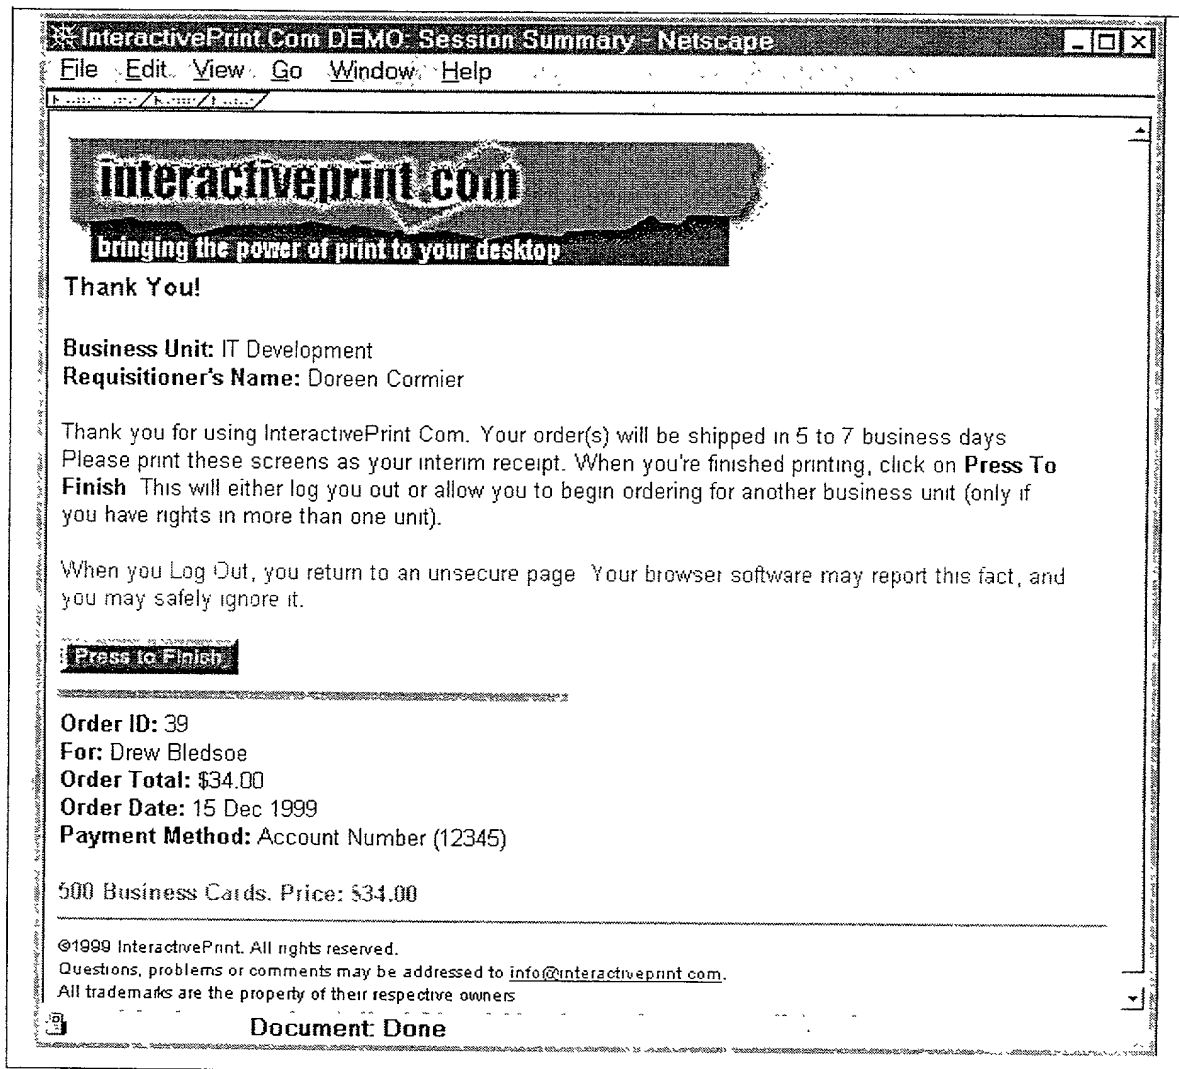 InteractivePrint.Com DEMO: Session Summary - Netscape
File Edit View Go Window Help
interactiveprint.com
bringing the power of print to your desktop
Thank You!
Business Unit: IT Development
Requisitioner's Name: Doreen Cormier
Thank you for using InteractivePrint Com. Your order(s) will be shipped in 5 to 7 business days
Please print these screens as your interim receipt. When you're finished printing, click on Press To
Finish This will either log you out or allow you to begin ordering for another business unit (only if
you have rights in more than one unit).
When you Log Out, you return to an unsecure page Your browser software may report this fact, and
you may safely ignore it.
Press to Finish
Order ID: 39
For: Drew Bledsoe
Order Total: $34.00
Order Date: 15 Dec 1999
Payment Method: Account Number (12345)
500 Business Cards. Price: $34.00
©1999 InteractivePrint. All rights reserved.
Questions, problems or comments may be addressed to info@interactiveprint com.
All trademarks are the property of their respective owners
Document: Done